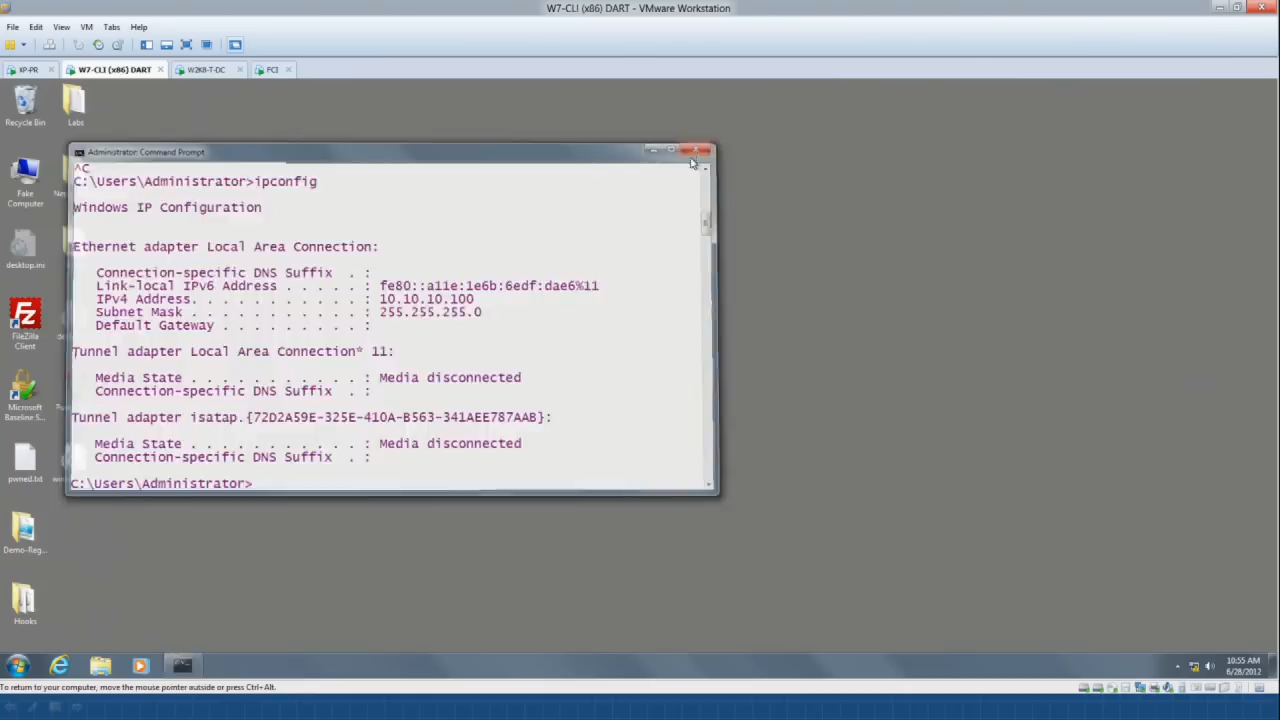 W7-CLI (x86) DART - VMware Workstation
File Edit View VM Tabs Help
XP-PR W7-CLI (x86) DART W2K8-T-DC FCI
Recycle Bin
Labs
Fake Computer
desktop.ini
FileZilla Client
Microsoft Baseline S...
pwned.txt
Demo-Reg...
Hooks
Administrator: Command Prompt
^C
C:\Users\Administrator>ipconfig
Windows IP Configuration
Ethernet adapter Local Area Connection:
Connection-specific DNS Suffix . :
Link-local IPv6 Address . . . . . : fe80::a11e:1e6b:6edf:dae6%11
IPv4 Address. . . . . . . . . . . : 10.10.10.100
Subnet Mask . . . . . . . . . . . : 255.255.255.0
Default Gateway . . . . . . . . . :
Tunnel adapter Local Area Connection* 11:
Media State . . . . . . . . . . . : Media disconnected
Connection-specific DNS Suffix . :
Tunnel adapter isatap.{72D2A59E-325E-410A-B563-341AEE787AAB}:
Media State . . . . . . . . . . . : Media disconnected
Connection-specific DNS Suffix . :
C:\Users\Administrator>
10:55 AM
6/28/2012
To return to your computer, move the mouse pointer outside or press Ctrl+Alt.